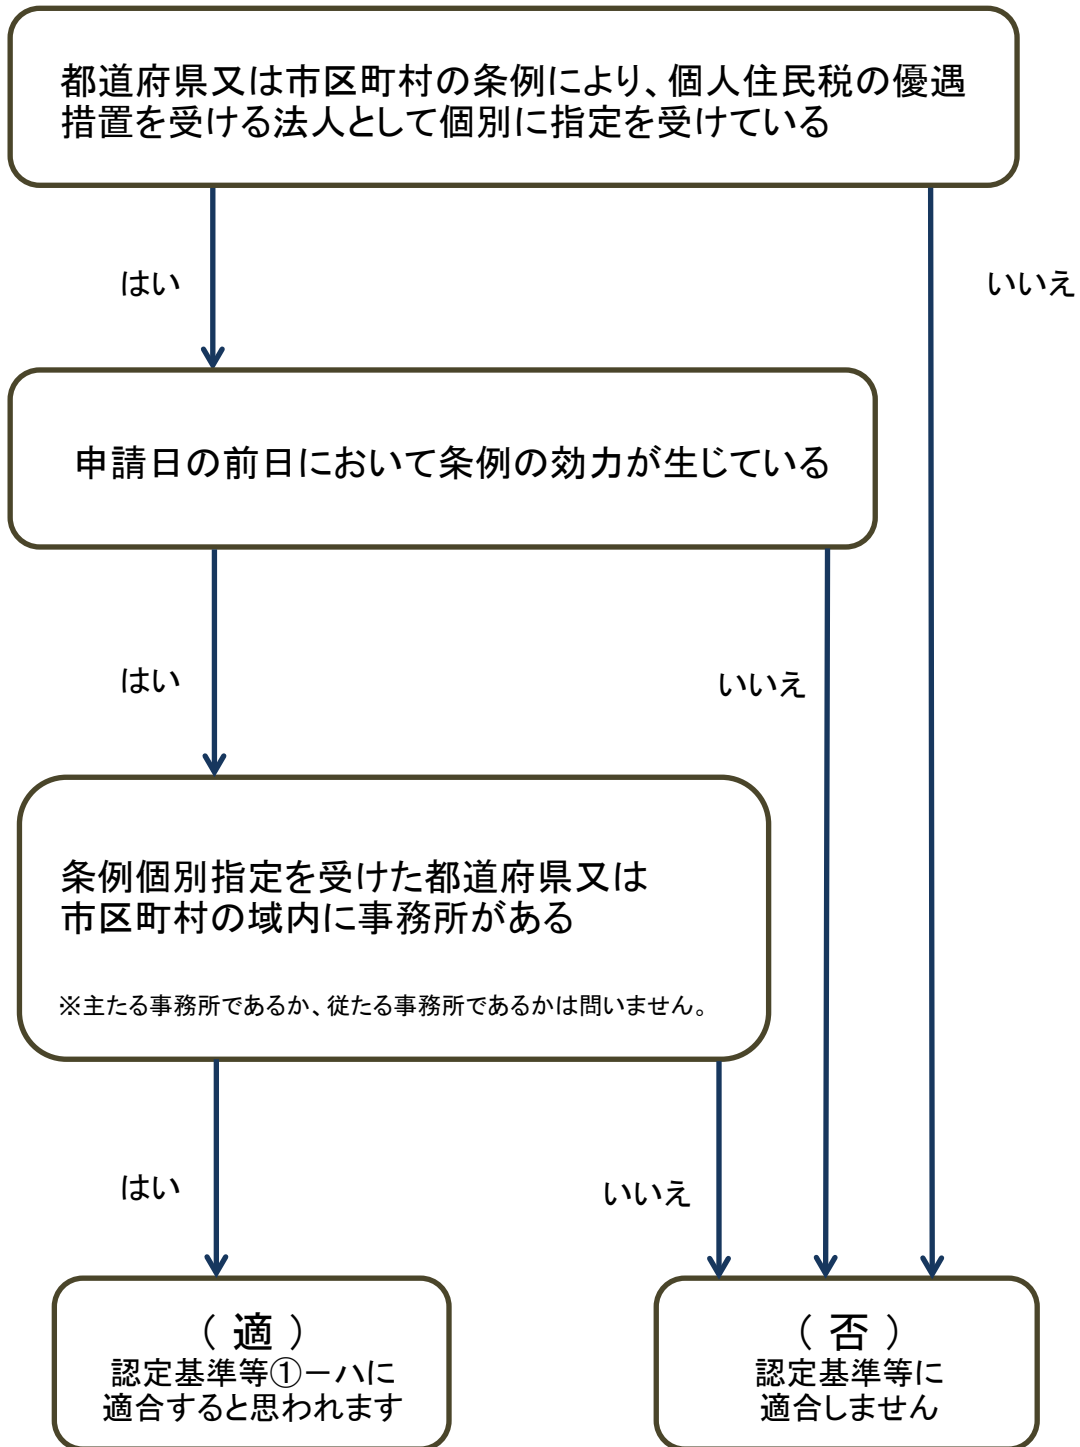 都道府県又は市区町村の条例により、個人住民税の優遇
措置を受ける法人として個別に指定を受けている
はい
いいえ
申請日の前日において条例の効力が生じている
はい
いいえ
条例個別指定を受けた都道府県又は
市区町村の域内に事務所がある
※主たる事務所であるか、従たる事務所であるかは問いません。
はい
いいえ
（ 適 ）
認定基準等①－ハに
適合すると思われます
（ 否 ）
認定基準等に
適合しません